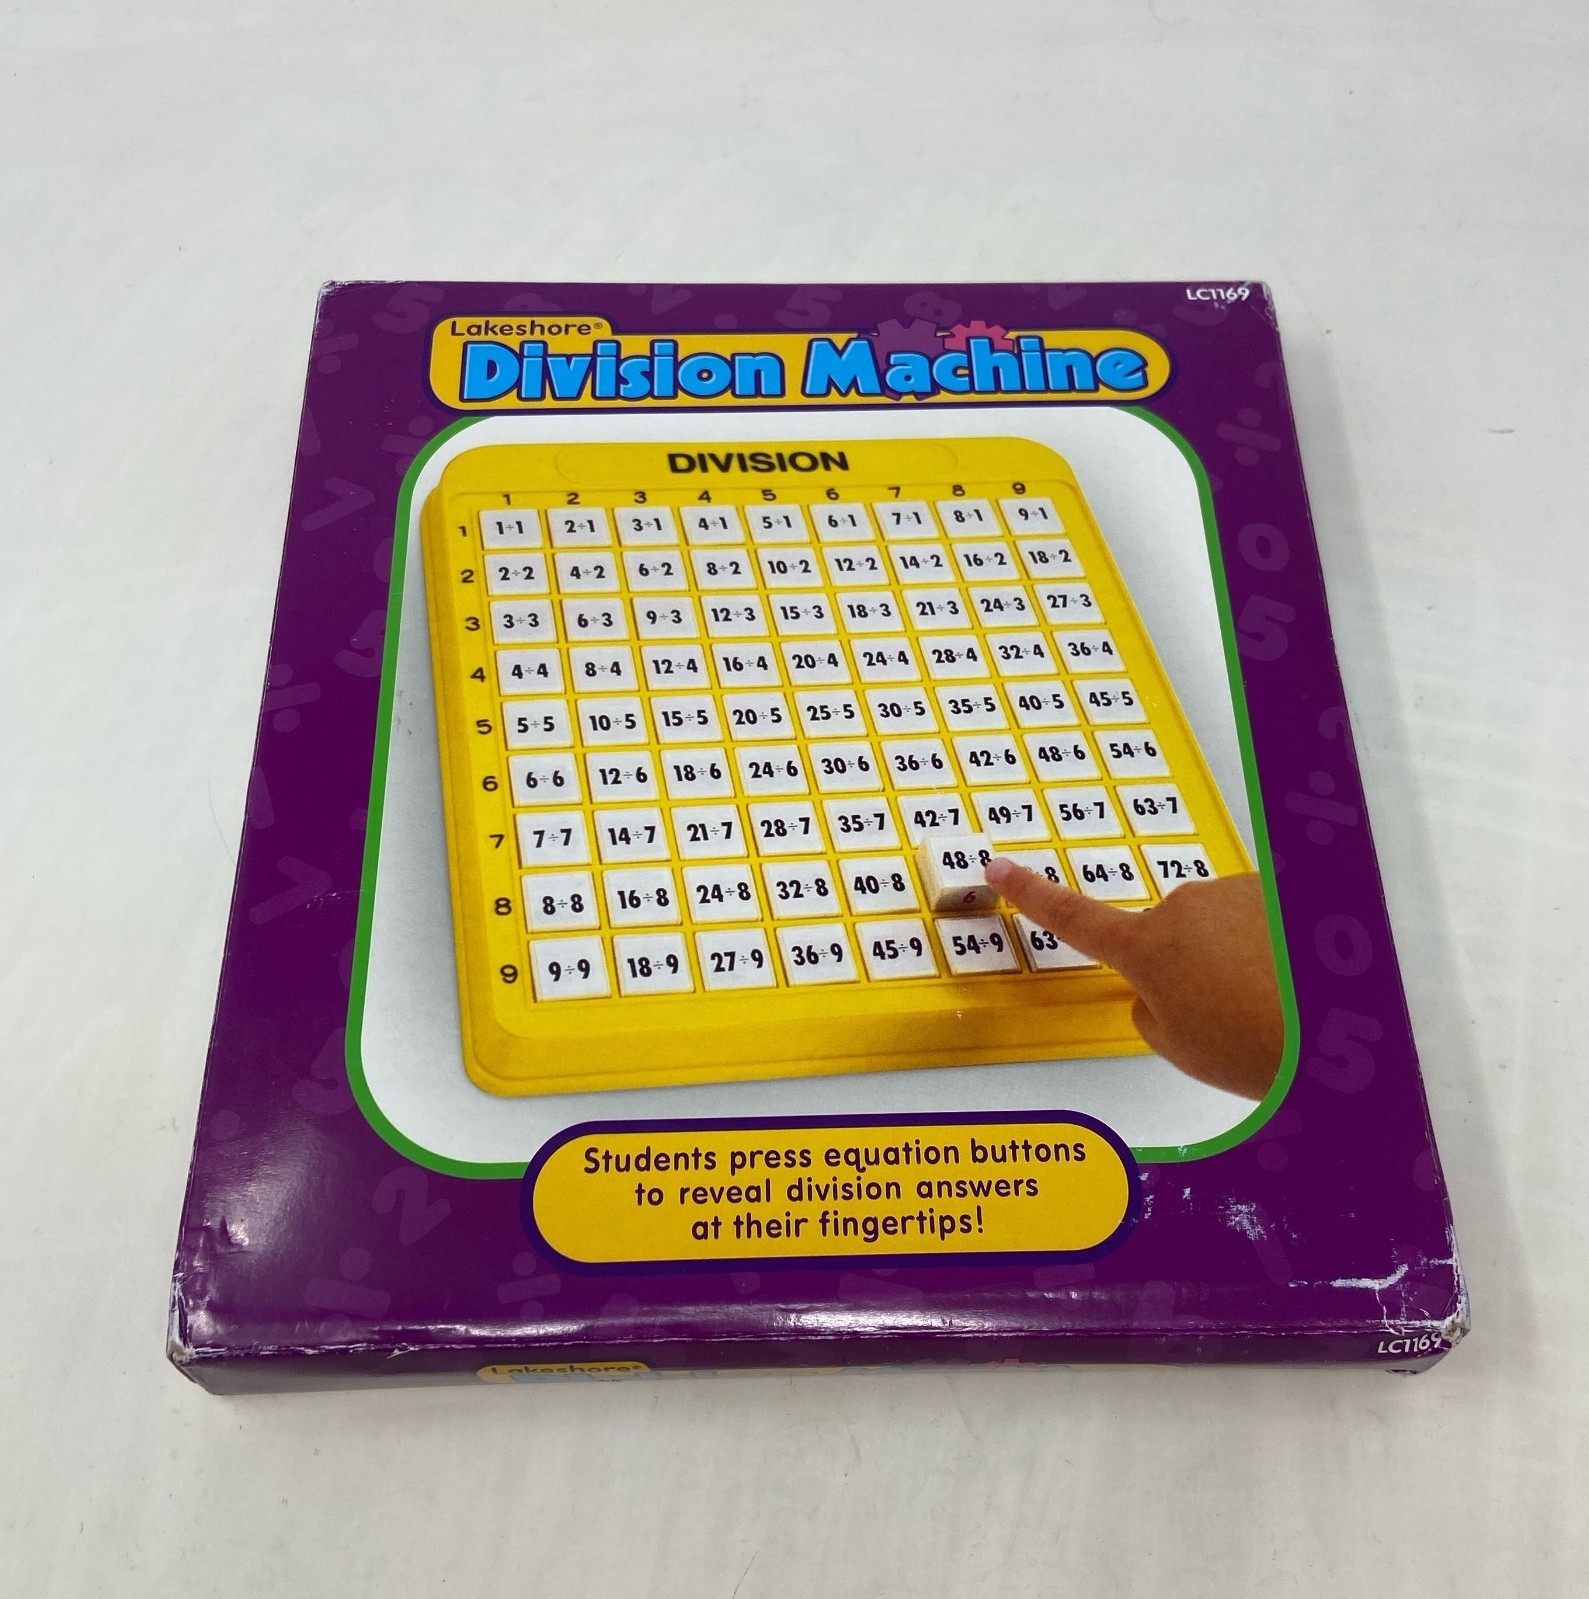 LC1169
Lakeshore®
Division Machine
DIVISION
1 2 3 4 5 6 7 8 9
1 1÷1 2÷1 3÷1 4÷1 5÷1 6÷1 7÷1 8÷1 9÷1
2 2÷2 4÷2 6÷2 8÷2 10÷2 12÷2 14÷2 16÷2 18÷2
3 3÷3 6÷3 9÷3 12÷3 15÷3 18÷3 21÷3 24÷3 27÷3
4 4÷4 8÷4 12÷4 16÷4 20÷4 24÷4 28÷4 32÷4 36÷4
5 5÷5 10÷5 15÷5 20÷5 25÷5 30÷5 35÷5 40÷5 45÷5
6 6÷6 12÷6 18÷6 24÷6 30÷6 36÷6 42÷6 48÷6 54÷6
7 7÷7 14÷7 21÷7 28÷7 35÷7 42÷7 49÷7 56÷7 63÷7
8 8÷8 16÷8 24÷8 32÷8 40÷8 48÷8 ÷8 64÷8 72÷8
6
9 9÷9 18÷9 27÷9 36÷9 45÷9 54÷9 63÷
Students press equation buttons
to reveal division answers
at their fingertips!
LC1169
Lakeshore®